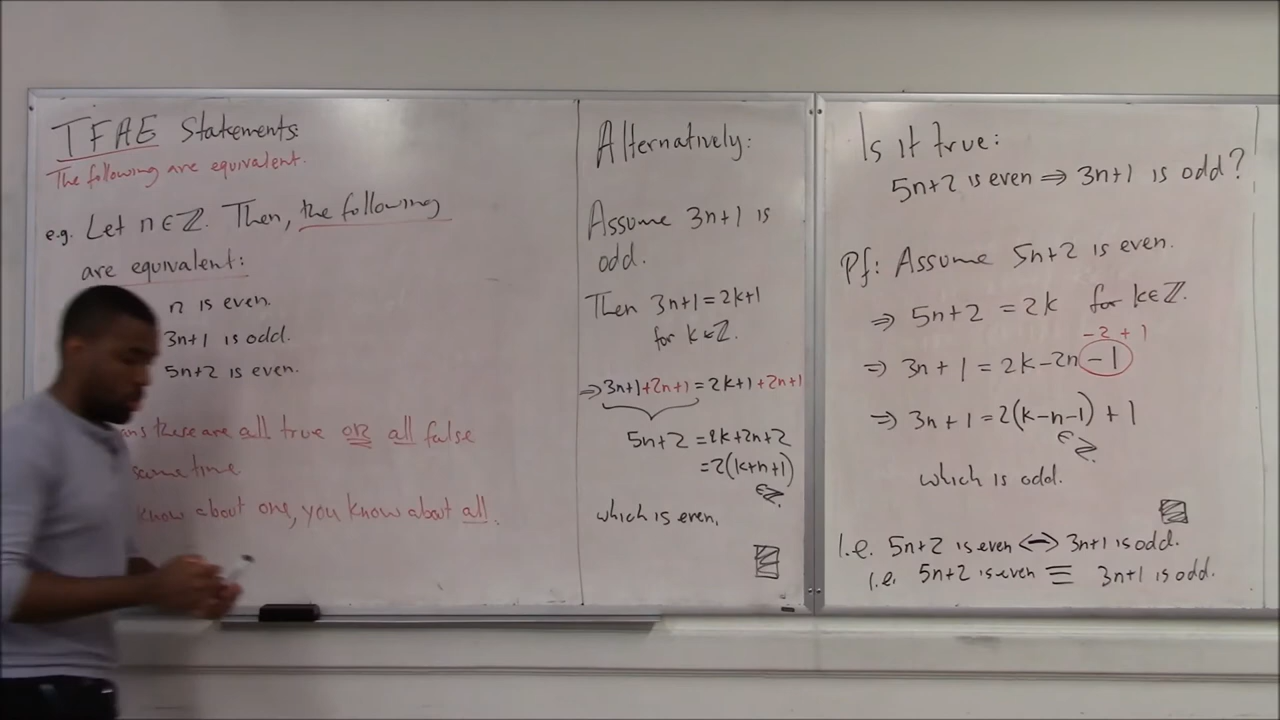 TFAE Statements:
The following are equivalent.
e.g. Let n∈ℤ. Then, the following
are equivalent:
n is even.
3n+1 is odd.
5n+2 is even.
these are all true OR all false
same time
know about one, you know about all.
Alternatively:
Assume 3n+1 is
odd.
Then 3n+1=2k+1
for k∈ℤ.
⇒3n+1+2n+1=2k+1+2n+1
5n+2=2k+2n+2
=2(k+n+1)
∈ℤ
which is even.
Is it true:
5n+2 is even ⇒ 3n+1 is odd?
Pf: Assume 5n+2 is even.
⇒ 5n+2 = 2k for k∈ℤ.
-2 + 1
⇒ 3n+1 = 2k-2n-1
⇒ 3n+1=2(k-n-1)+1
∈ℤ
which is odd.
I.e. 5n+2 is even ↔ 3n+1 is odd.
i.e. 5n+2 is even ≡ 3n+1 is odd.